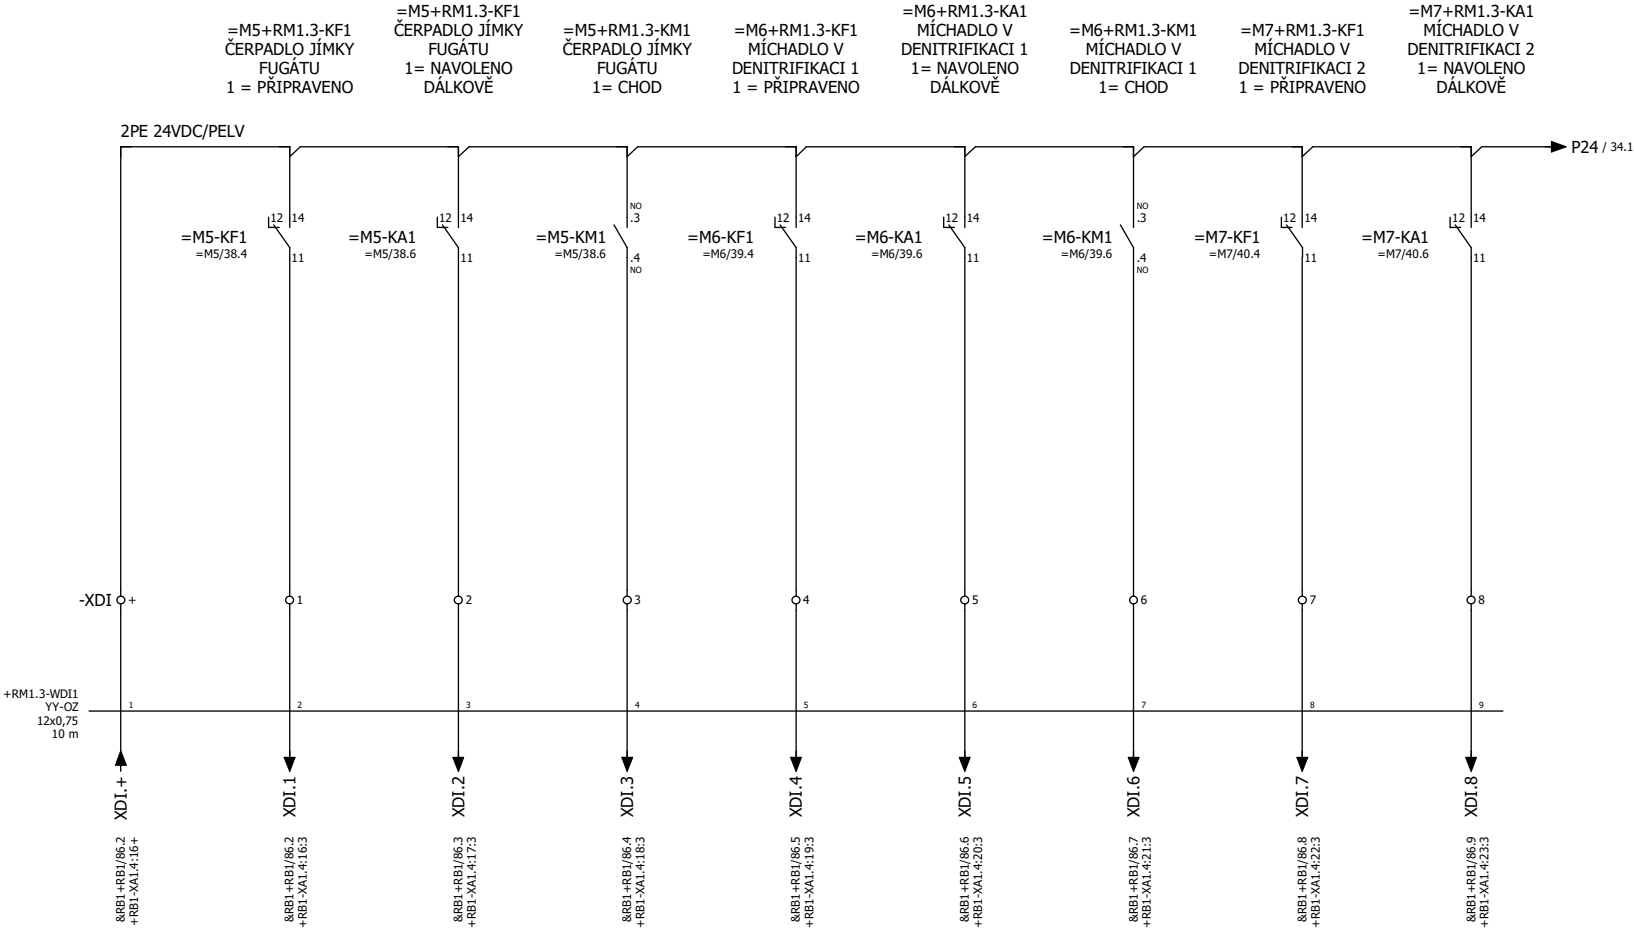 =M5+RM1.3-KF1
ČERPADLO JÍMKY
FUGÁTU
1 = PŘIPRAVENO
=M5+RM1.3-KF1
ČERPADLO JÍMKY
FUGÁTU
1= NAVOLENO
DÁLKOVĚ
=M5+RM1.3-KM1
ČERPADLO JÍMKY
FUGÁTU
1= CHOD
=M6+RM1.3-KF1
MÍCHADLO V
DENITRIFIKACI 1
1 = PŘIPRAVENO
=M6+RM1.3-KA1
MÍCHADLO V
DENITRIFIKACI 1
1= NAVOLENO
DÁLKOVĚ
=M6+RM1.3-KM1
MÍCHADLO V
DENITRIFIKACI 1
1= CHOD
=M7+RM1.3-KF1
MÍCHADLO V
DENITRIFIKACI 2
1 = PŘIPRAVENO
=M7+RM1.3-KA1
MÍCHADLO V
DENITRIFIKACI 2
1= NAVOLENO
DÁLKOVĚ
2PE 24VDC/PELV
P24 / 34.1
12 14
=M5-KF1
=M5/38.4
11
12 14
=M5-KA1
=M5/38.6
11
NO
.3
=M5-KM1
=M5/38.6
.4
NO
12 14
=M6-KF1
=M6/39.4
11
12 14
=M6-KA1
=M6/39.6
11
NO
.3
=M6-KM1
=M6/39.6
.4
NO
12 14
=M7-KF1
=M7/40.4
11
12 14
=M7-KA1
=M7/40.6
11
-XDI + 1 2 3 4 5 6 7 8
+RM1.3-WDI1
YY-OZ
12x0,75
10 m
1 2 3 4 5 6 7 8 9
XDI.+
&RB1+RB1/86.2
+RB1-XA1.4:16+
XDI.1
&RB1+RB1/86.2
+RB1-XA1.4:16:3
XDI.2
&RB1+RB1/86.3
+RB1-XA1.4:17:3
XDI.3
&RB1+RB1/86.4
+RB1-XA1.4:18:3
XDI.4
&RB1+RB1/86.5
+RB1-XA1.4:19:3
XDI.5
&RB1+RB1/86.6
+RB1-XA1.4:20:3
XDI.6
&RB1+RB1/86.7
+RB1-XA1.4:21:3
XDI.7
&RB1+RB1/86.8
+RB1-XA1.4:22:3
XDI.8
&RB1+RB1/86.9
+RB1-XA1.4:23:3